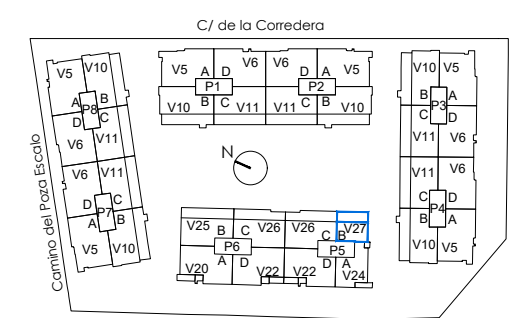 C/ de la Corredera
V5 V10
A B
P8
D C
V6 V11
V6 V11
D C
P7
A B
V5 V10
V5 A D V6 V6 D A V5
P1 P2
V10 B C V11 V11 C B V10
V10 V5
B A
P3
C D
V11 V6
V11 V6
C D
P4
B A
V10 V5
Camino del Poza Escalo
N
V25 B C V26 V26 C B V27
P6 P5
V20 A D V22 V22 D A V24